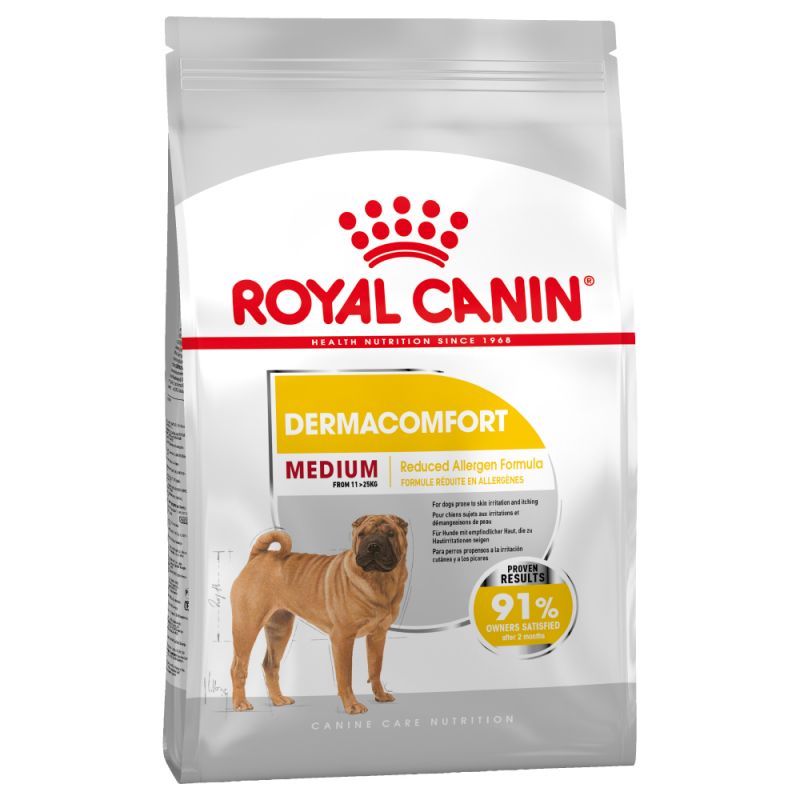 ROYAL CANIN®
HEALTH NUTRITION SINCE 1968
DERMACOMFORT
MEDIUM
FROM 11>25KG
Reduced Allergen Formula
FORMULE RÉDUITE EN ALLERGÈNES
For dogs prone to skin irritation and itching
Pour chiens sujets aux irritations et
démangeaisons de peau
Für Hunde mit empfindlicher Haut, die zu
Hautirritationen neigen
Para perros propensos a la irritación
cutánea y a los picores
PROVEN
RESULTS
91%
OWNERS SATISFIED
after 2 months
CANINE CARE NUTRITION